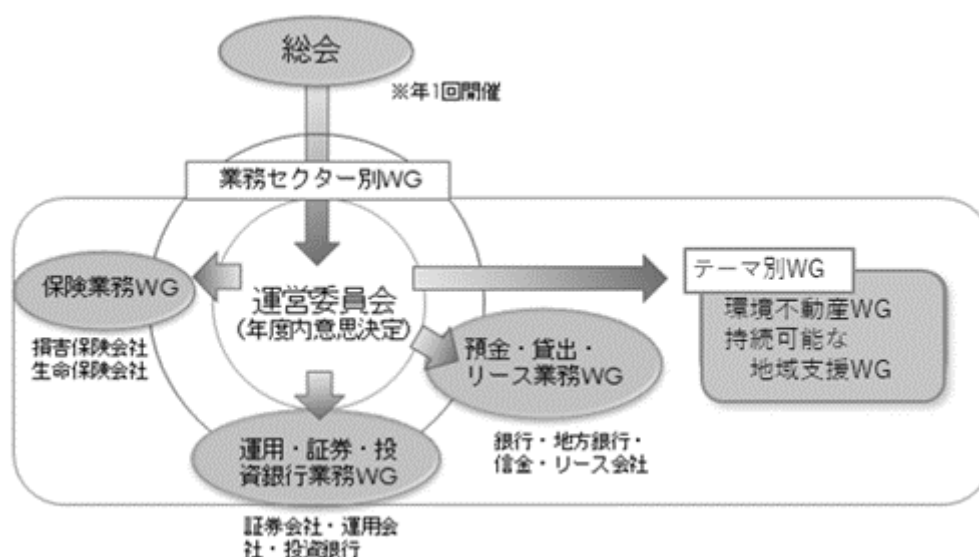 総会
※年1回開催
業務セクター別WG
保険業務WG
損害保険会社
生命保険会社
運営委員会
(年度内意思決定)
テーマ別WG
環境不動産WG
持続可能な
地域支援WG
預金・貸出・
リース業務WG
銀行・地方銀行・
信金・リース会社
運用・証券・投
資銀行業務WG
証券会社・運用会
社・投資銀行